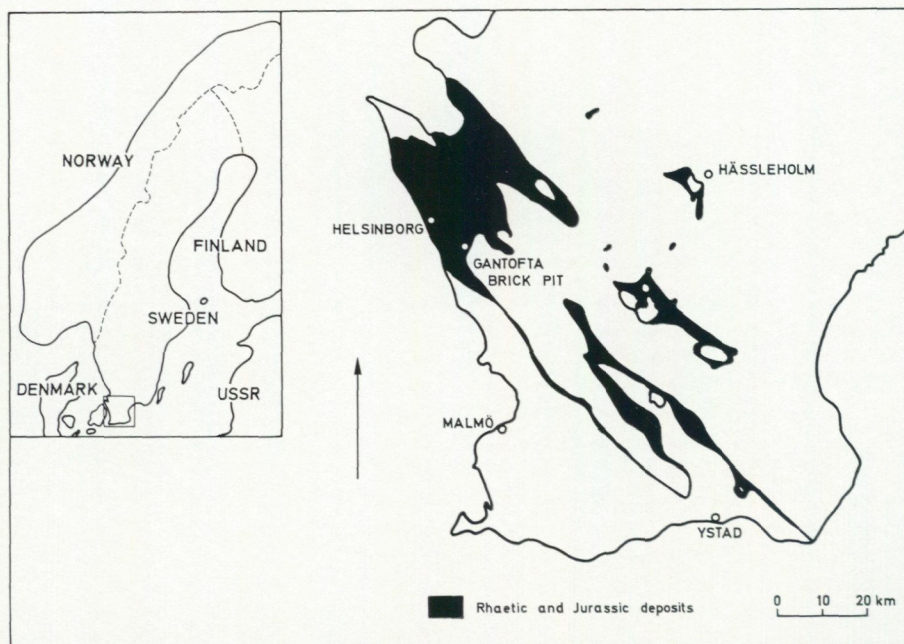 NORWAY
FINLAND
SWEDEN
DENMARK
USSR
HÄSSLEHOLM
HELSINBORG
GANTOFTA
BRICK PIT
MALMÖ
YSTAD
Rhaetic and Jurassic deposits
0 10 20 km